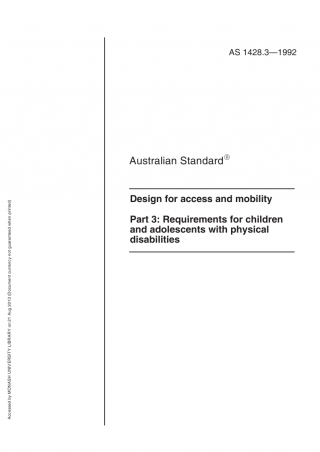 AS 1428.3—1992
Australian Standard®
Design for access and mobility
Part 3: Requirements for children
and adolescents with physical
disabilities
Accessed by MONASH UNIVERSITY LIBRARY on 21 Aug 2013 (Document currency not guaranteed when printed)